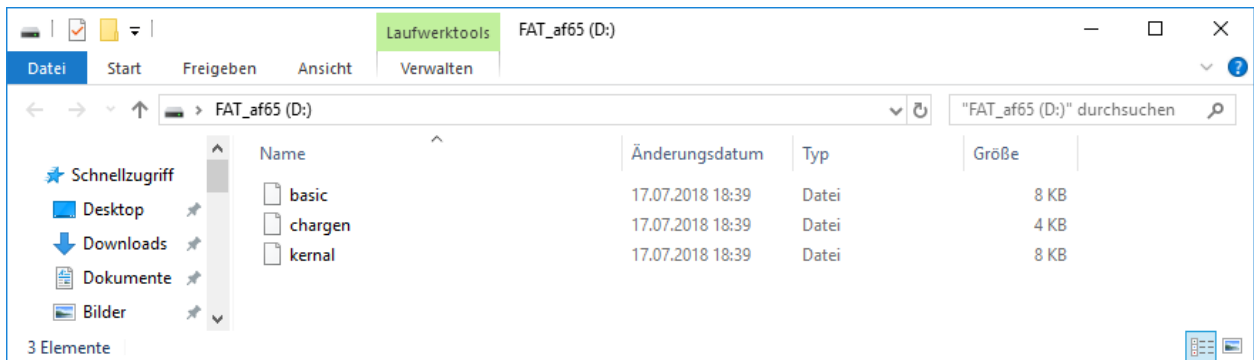 Laufwerktools FAT_af65 (D:)
Datei Start Freigeben Ansicht Verwalten
FAT_af65 (D:) "FAT_af65 (D:)" durchsuchen
Name Änderungsdatum Typ Größe
Schnellzugriff
Desktop
Downloads
Dokumente
Bilder
basic 17.07.2018 18:39 Datei 8 KB
chargen 17.07.2018 18:39 Datei 4 KB
kernal 17.07.2018 18:39 Datei 8 KB
3 Elemente